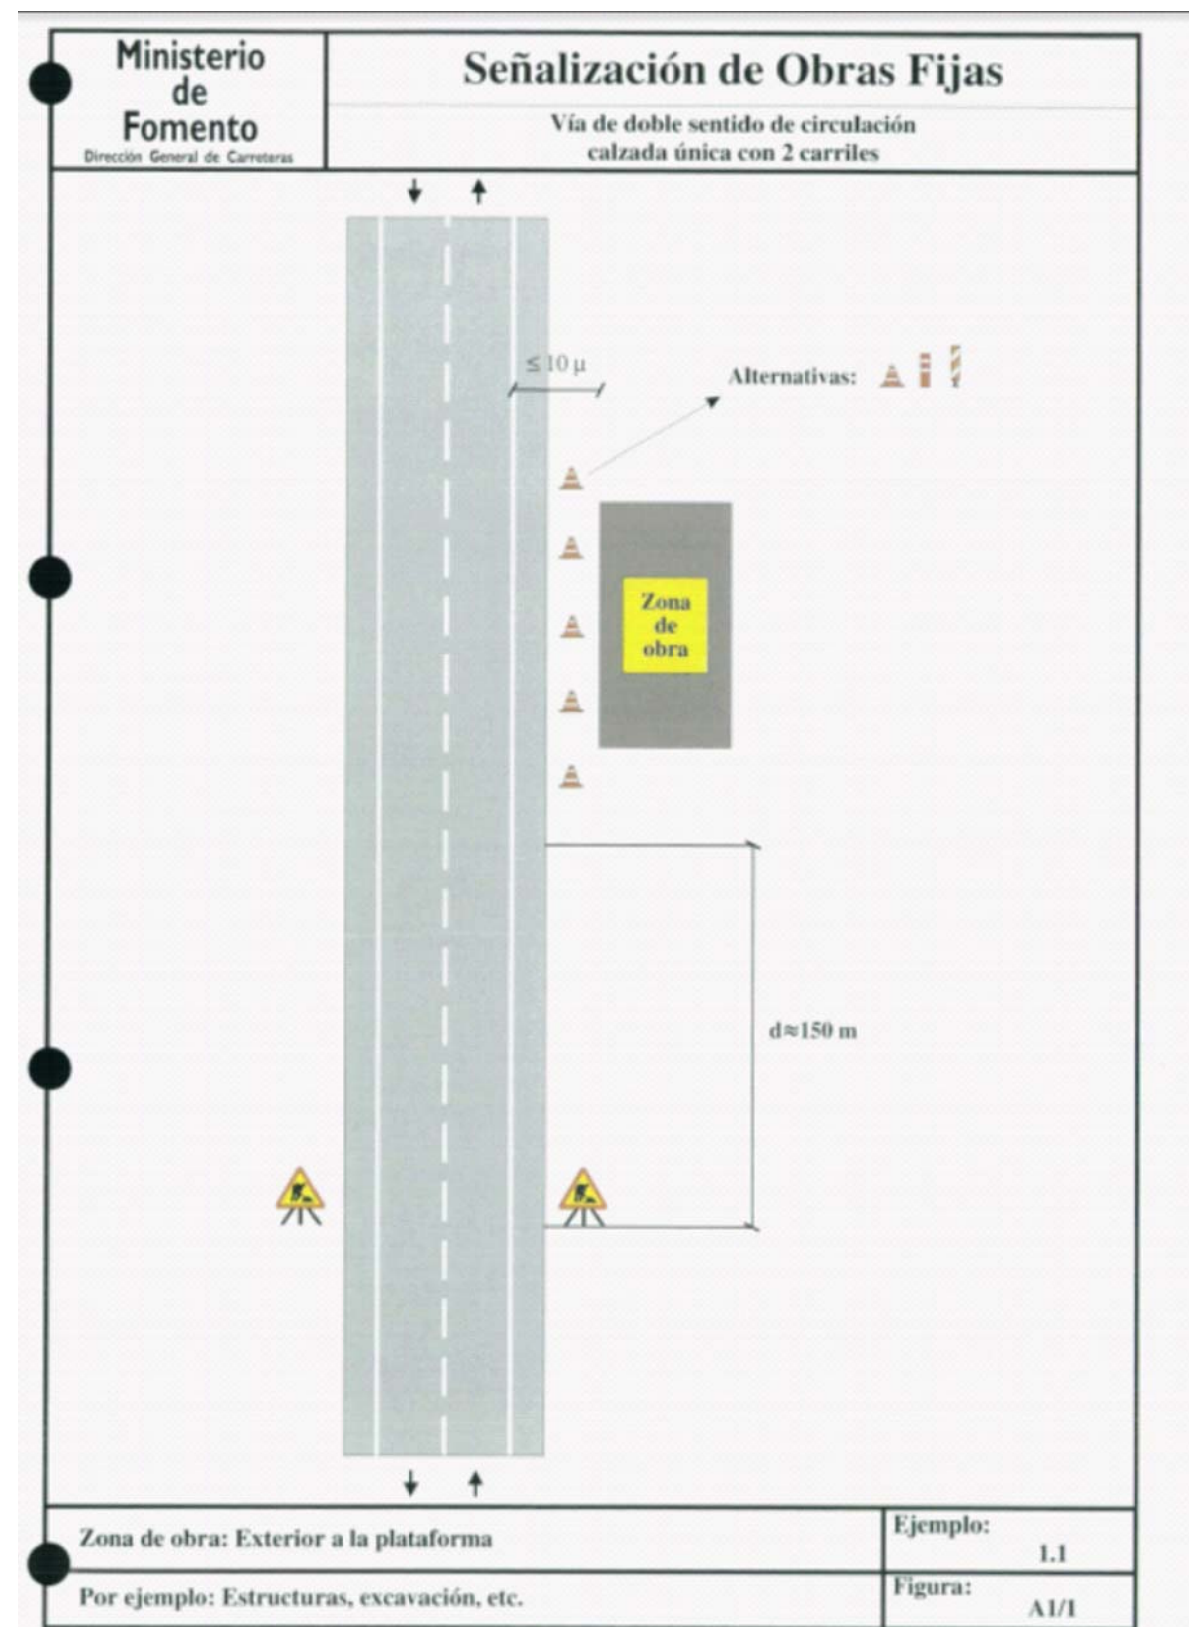 Ministerio
de
Fomento
Dirección General de Carreteras
Señalización de Obras Fijas
Vía de doble sentido de circulación
calzada única con 2 carriles
≤ 10 μ
Alternativas:
Zona
de
obra
d≈150 m
Zona de obra: Exterior a la plataforma
Ejemplo:
1.1
Por ejemplo: Estructuras, excavación, etc.
Figura:
A1/1